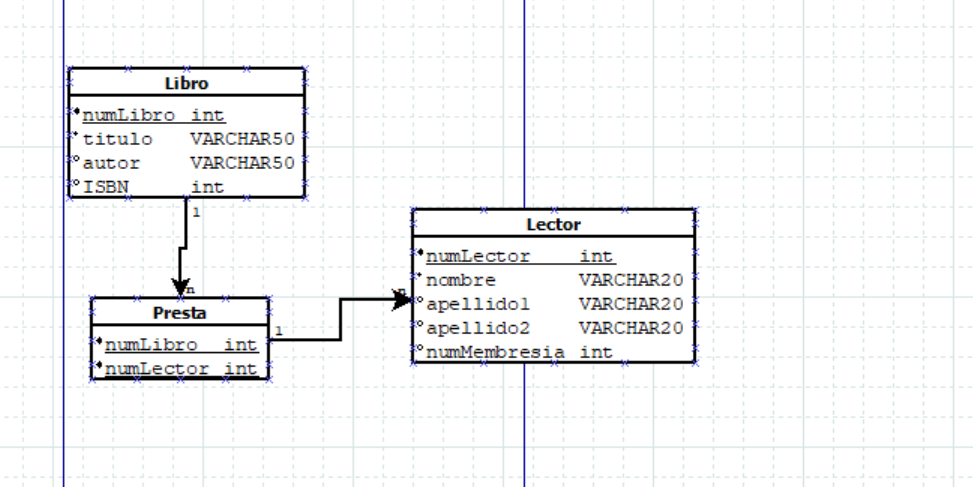 Libro
numLibro int
titulo VARCHAR50
autor VARCHAR50
ISBN int
1
n
Presta
numLibro int
numLector int
1
n
Lector
numLector int
nombre VARCHAR20
apellido1 VARCHAR20
apellido2 VARCHAR20
numMembresia int